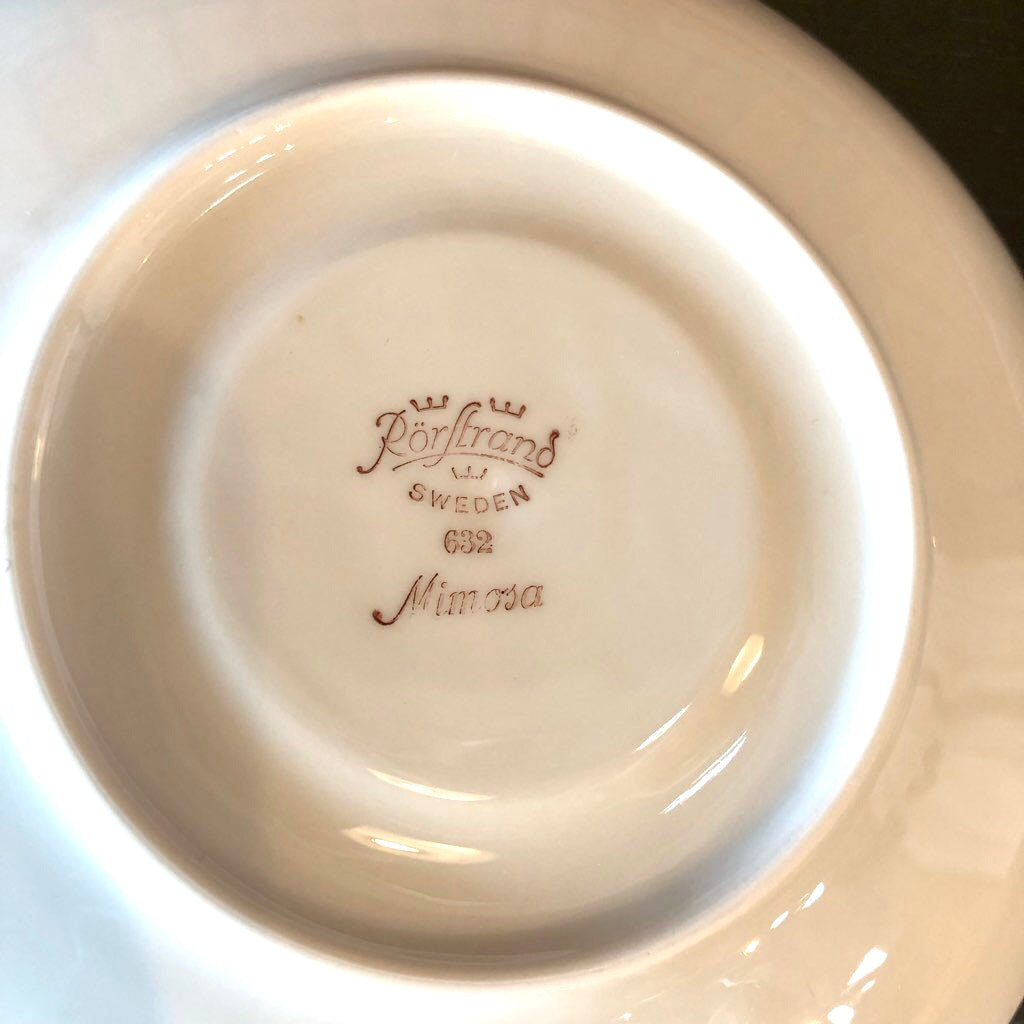 Rörstrand
SWEDEN
632
Mimosa